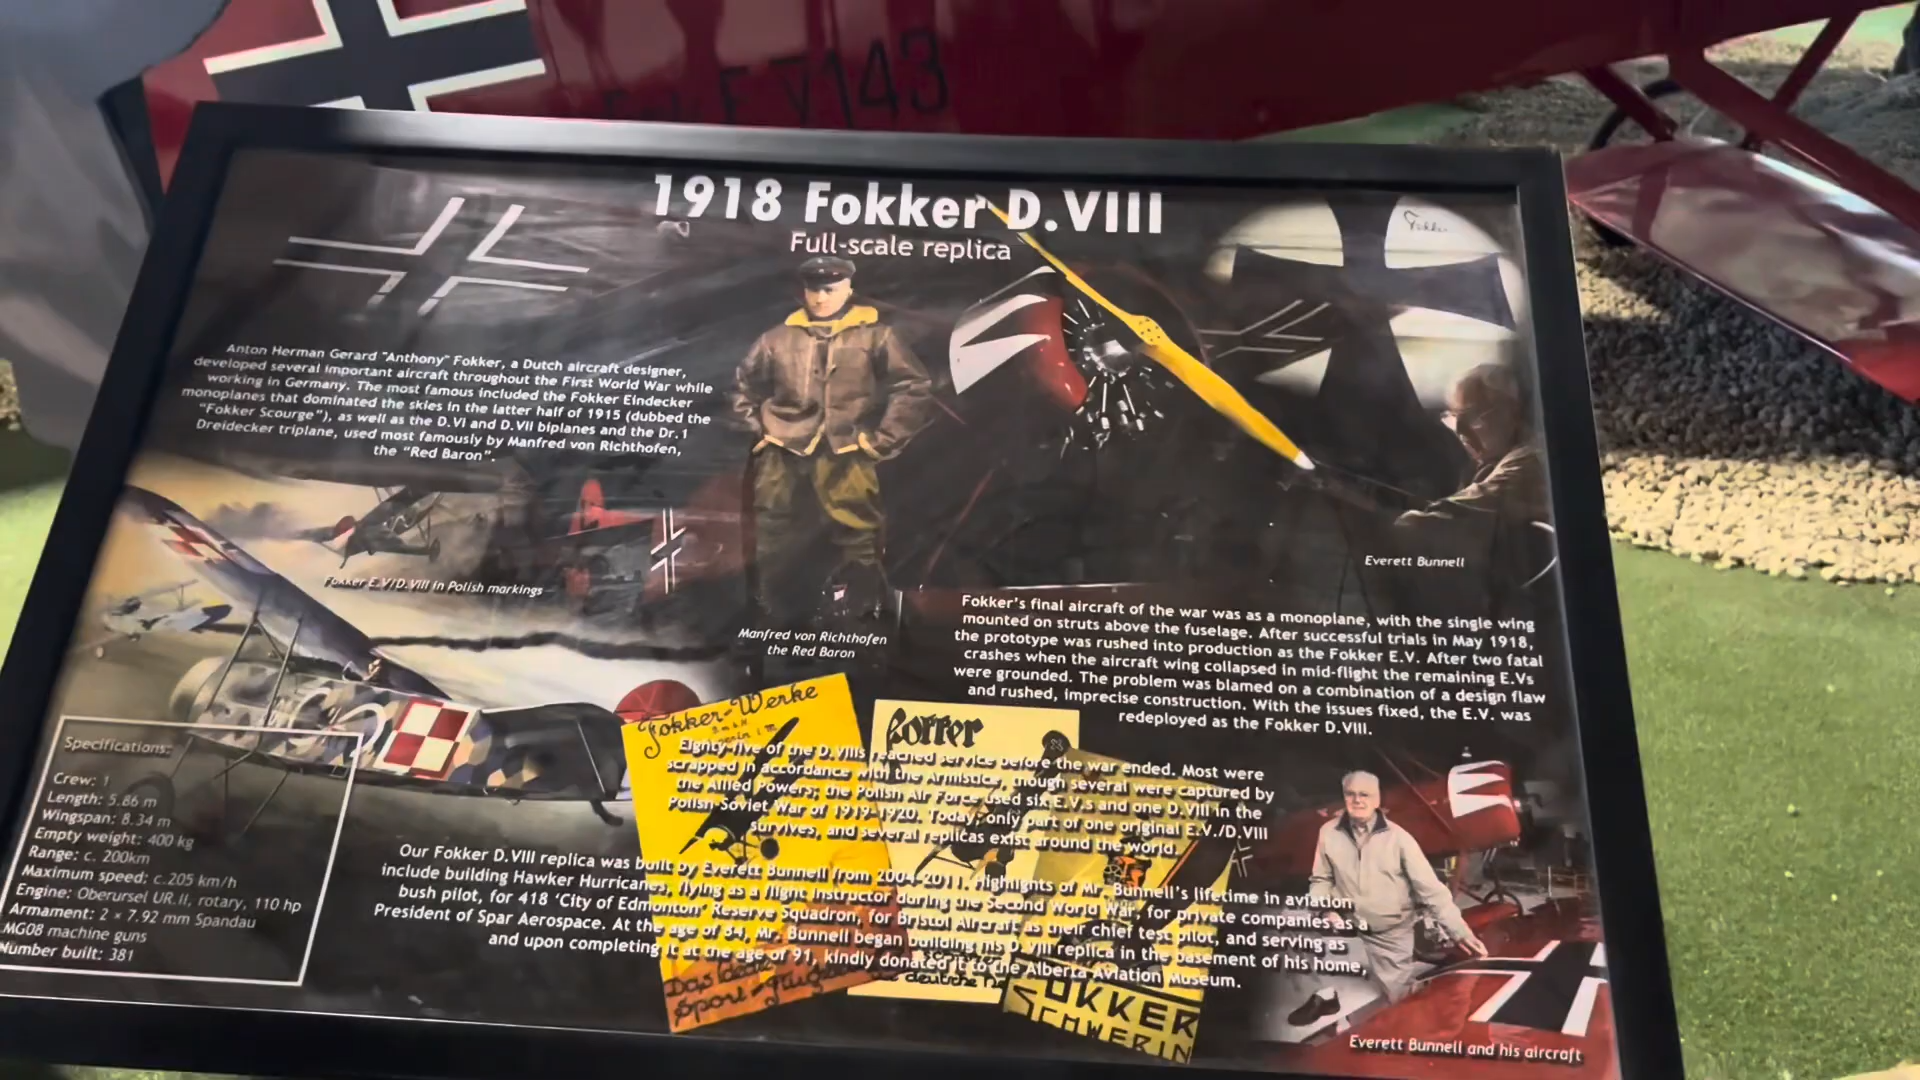 F V 143
1918 Fokker D.VIII
Full-scale replica
Fokker
Anton Herman Gerard "Anthony" Fokker, a Dutch aircraft designer,
developed several important aircraft throughout the First World War while
working in Germany. The most famous included the Fokker Eindecker
monoplanes that dominated the skies in the latter half of 1915 (dubbed the
"Fokker Scourge"), as well as the D.VI and D.VII biplanes and the Dr.1
Dreidecker triplane, used most famously by Manfred von Richthofen,
the "Red Baron".
Fokker E.V/D.VIII in Polish markings
Manfred von Richthofen
the Red Baron
Everett Bunnell
Fokker's final aircraft of the war was as a monoplane, with the single wing
mounted on struts above the fuselage. After successful trials in May 1918,
the prototype was rushed into production as the Fokker E.V. After two fatal
crashes when the aircraft wing collapsed in mid-flight the remaining E.Vs
were grounded. The problem was blamed on a combination of a design flaw
and rushed, imprecise construction. With the issues fixed, the E.V. was
redeployed as the Fokker D.VIII.
Specifications:
Crew: 1
Length: 5.86 m
Wingspan: 8.34 m
Empty weight: 400 kg
Range: c. 200km
Maximum speed: c.205 km/h
Engine: Oberursel UR.II, rotary, 110 hp
Armament: 2 × 7.92 mm Spandau
MG08 machine guns
Number built: 381
Fokker-Werke
Fokker
Eighty-five of the D.VIIIs reached service before the war ended. Most were
scrapped in accordance with the Armistice, though several were captured by
the Allied Powers; the Polish Air Force used six E.V.s and one D.VIII in the
Polish-Soviet War of 1919-1920. Today, only part of one original E.V./D.VIII
survives, and several replicas exist around the world.
Our Fokker D.VIII replica was built by Everett Bunnell from 2004-2011. Highlights of Mr. Bunnell's lifetime in aviation
include building Hawker Hurricanes, flying as a flight instructor during the Second World War, for private companies as a
bush pilot, for 418 'City of Edmonton' Reserve Squadron, for Bristol Aircraft as their chief test pilot, and serving as
President of Spar Aerospace. At the age of 84, Mr. Bunnell began building his D.VIII replica in the basement of his home,
and upon completing it at the age of 91, kindly donated it to the Alberta Aviation Museum.
Das Ideale
Sport-Flug
deutsche
FOKKER
SCHWERIN
Everett Bunnell and his aircraft